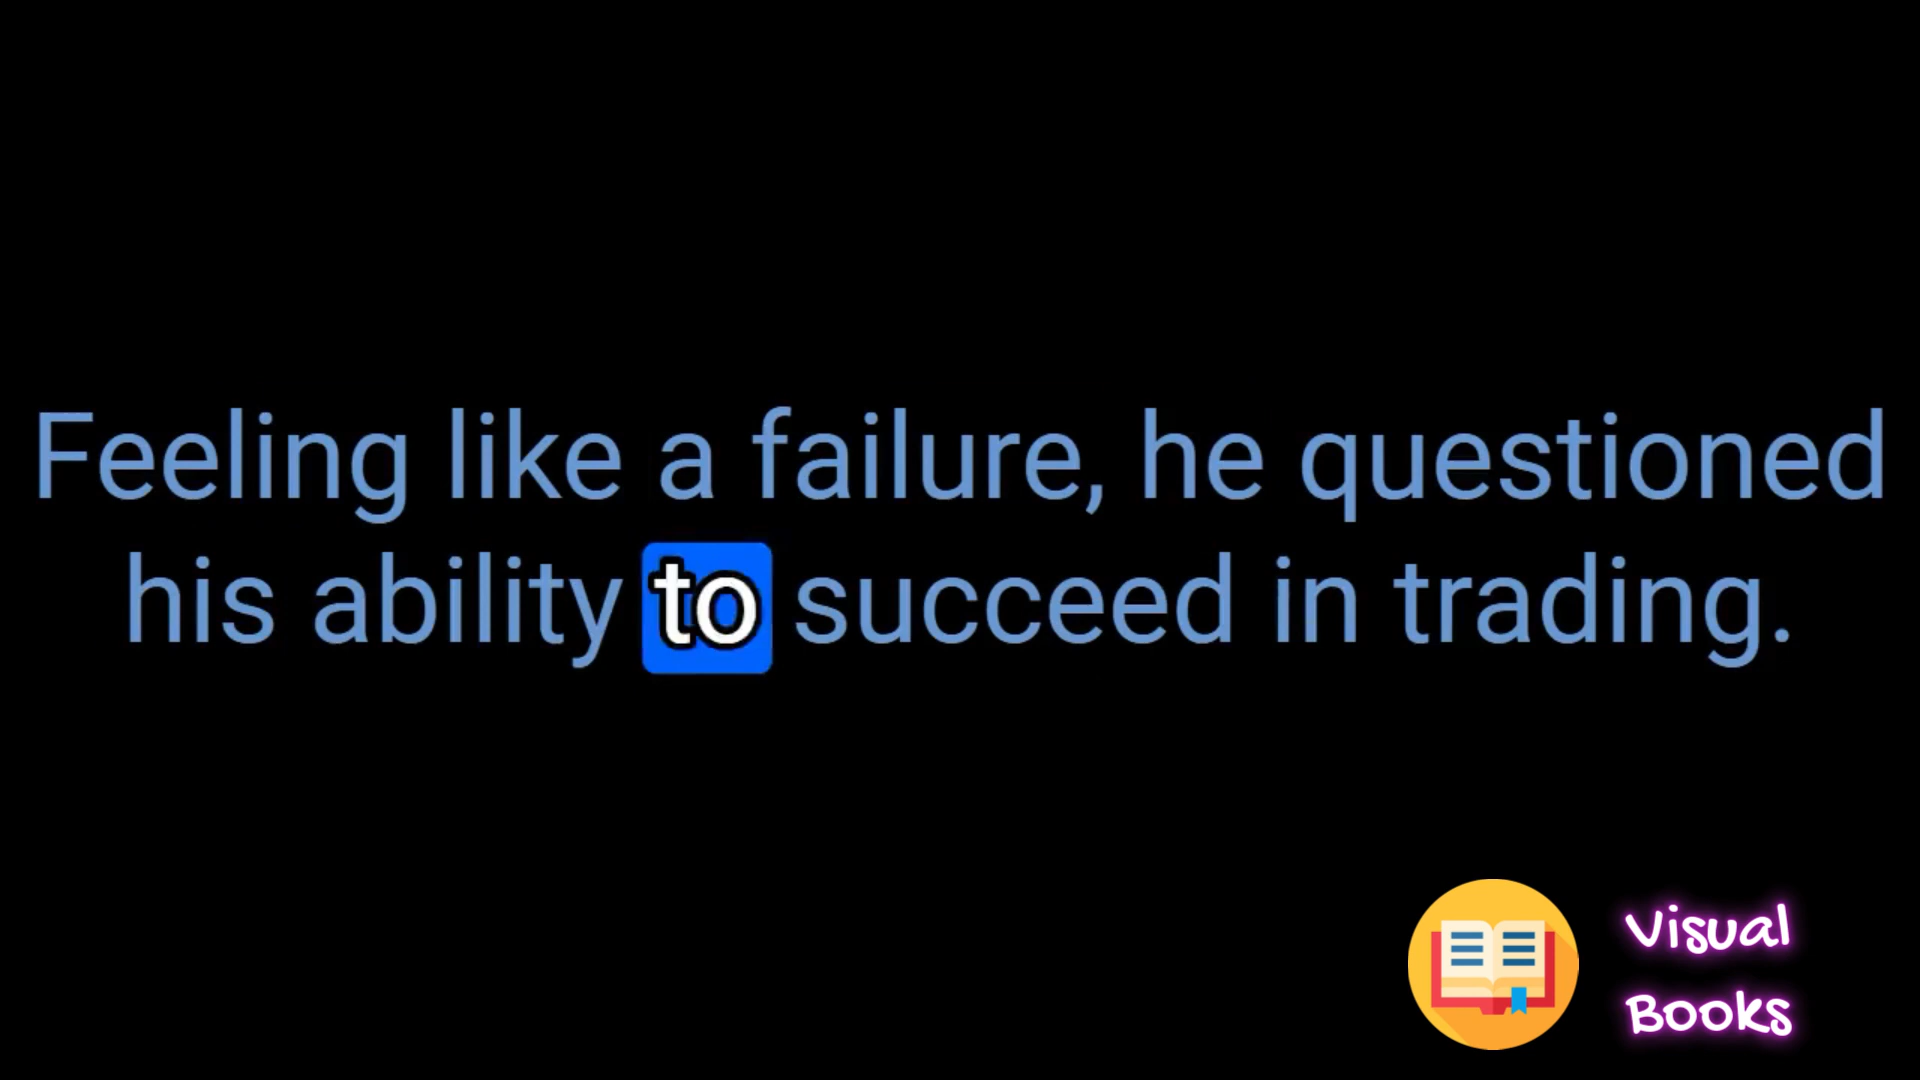 Feeling like a failure, he questioned
his ability to succeed in trading.
Visual
Books